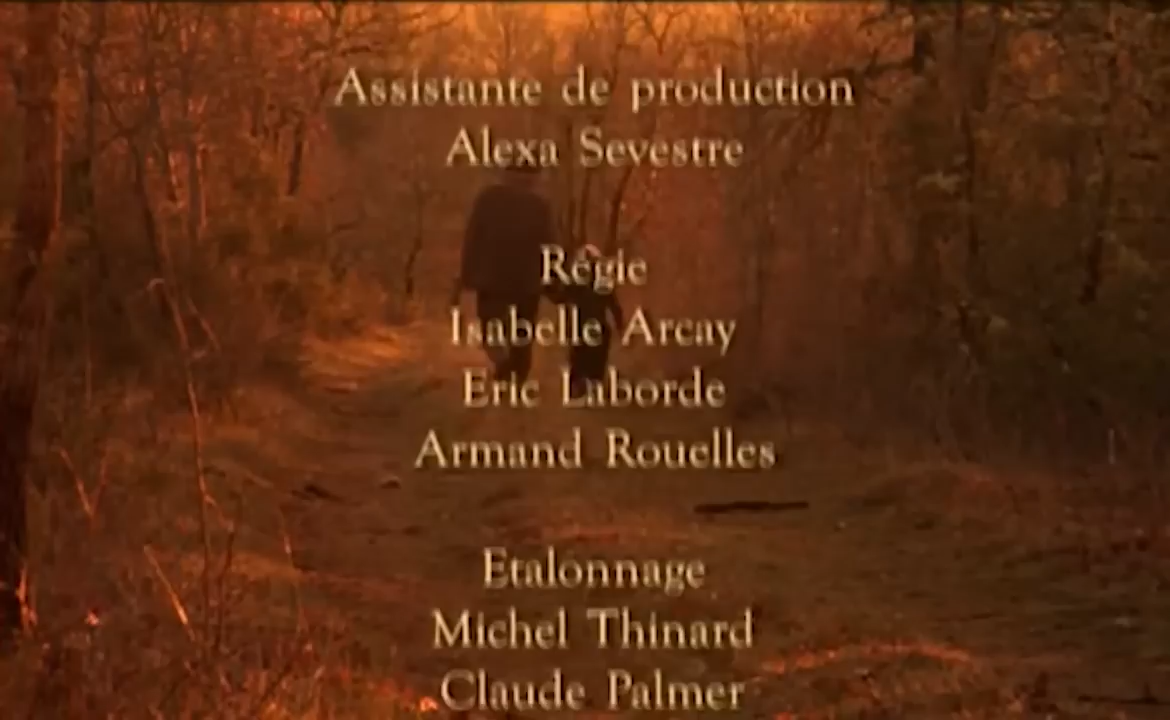 Assistante de production
Alexa Sevestre
Régie
Isabelle Arcay
Eric Laborde
Armand Rouelles
Etalonnage
Michel Thinard
Claude Palmer